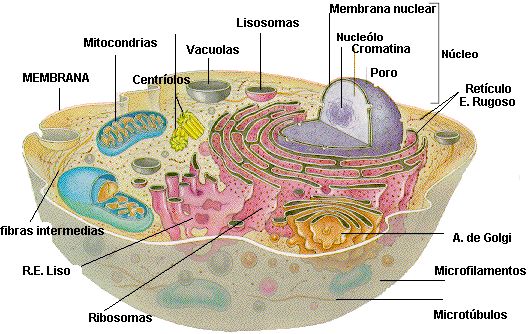 Membrana nuclear
Lisosomas
Nucleólo
Mitocondrias
Vacuolas
Cromatina
Núcleo
Poro
MEMBRANA
Centríolos
Retículo
E. Rugoso
fibras intermedias
A. de Golgi
R.E. Liso
Microfilamentos
Ribosomas
Microtúbulos